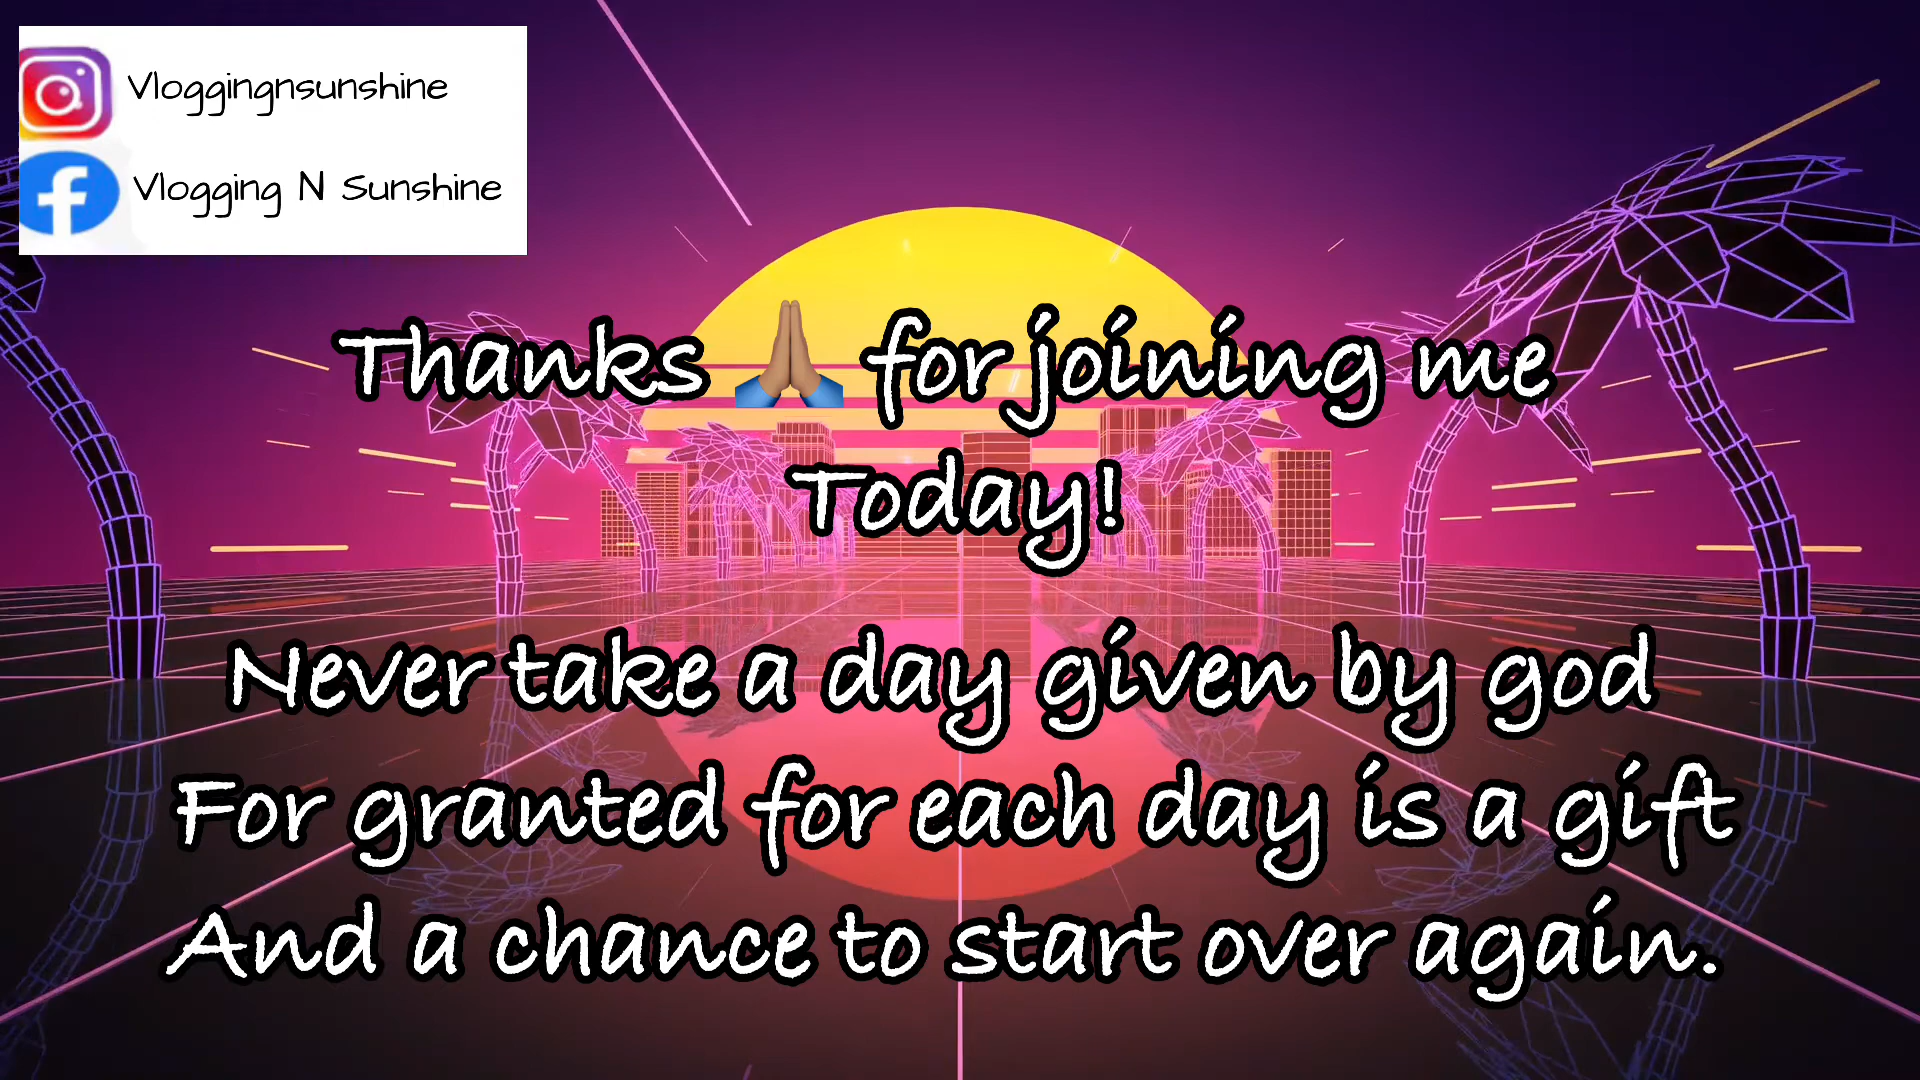 Vloggingnsunshine
Vlogging N Sunshine
Thanks 🙏🏽 for joining me
Today!
Never take a day given by god
For granted for each day is a gift
And a chance to start over again.